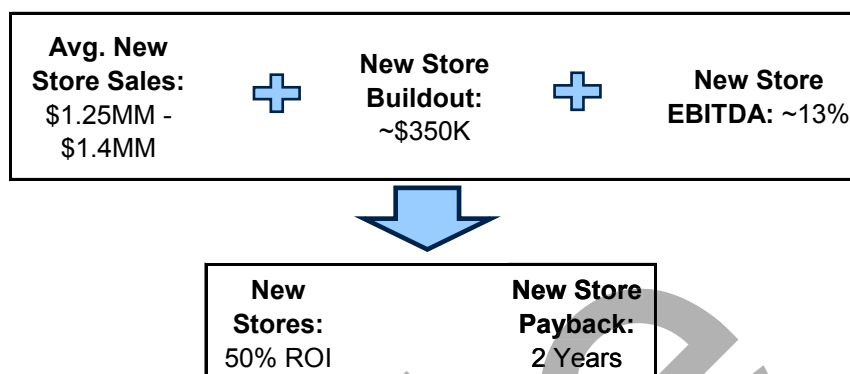 Avg. New
Store Sales:
$1.25MM -
$1.4MM
New Store
Buildout:
~$350K
New Store
EBITDA: ~13%
New
Stores:
50% ROI
New Store
Payback:
2 Years